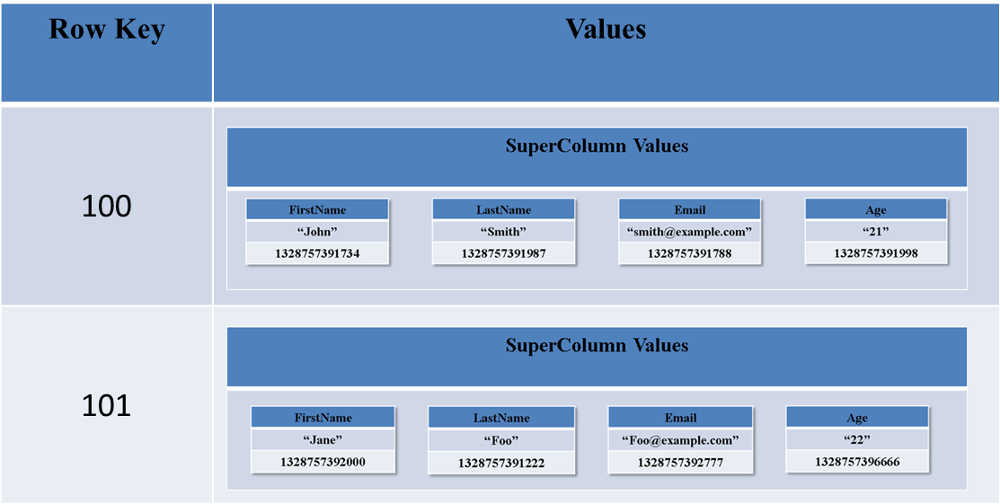 Row Key Values
SuperColumn Values
100
FirstName LastName Email Age
“John” “Smith” “smith@example.com” “21”
1328757391734 1328757391987 1328757391788 1328757391998
SuperColumn Values
101
FirstName LastName Email Age
“Jane” “Foo” “Foo@example.com” “22”
1328757392000 1328757391222 1328757392777 1328757396666